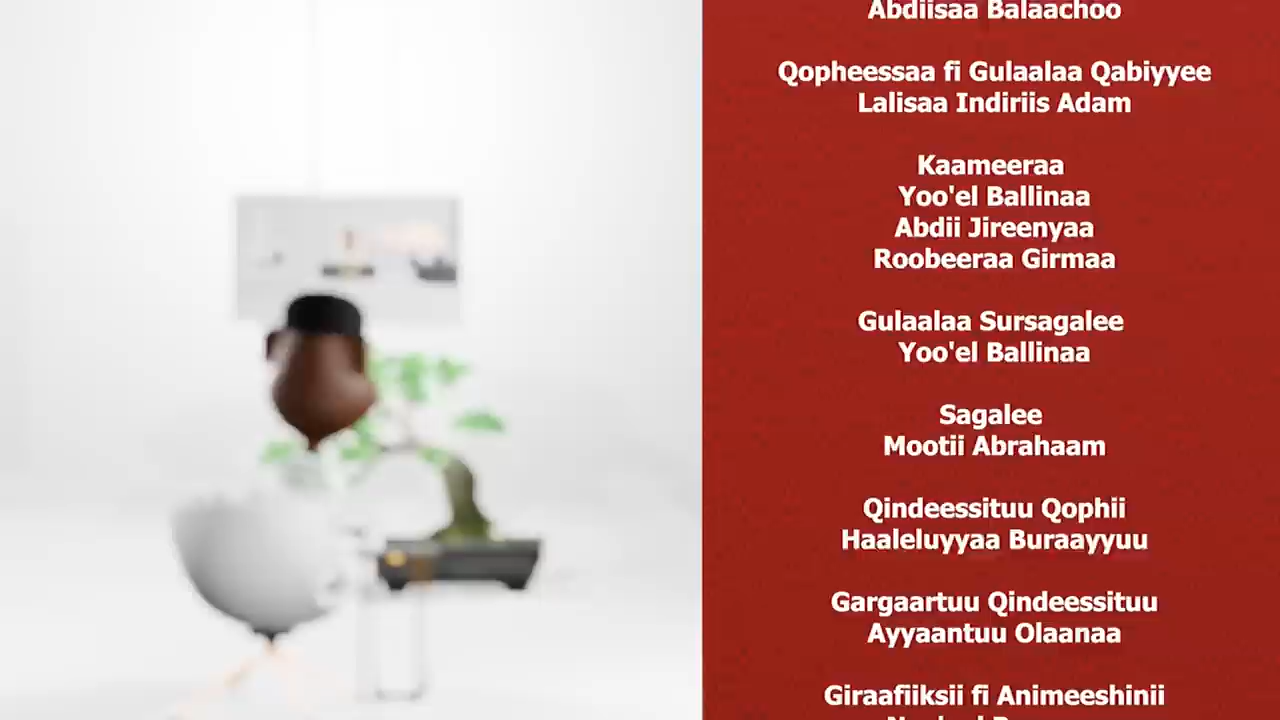 Abdiisaa Balaachoo
Qopheessaa fi Gulaalaa Qabiyyee
Lalisaa Indiriis Adam
Kaameeraa
Yoo'el Ballinaa
Abdii Jireenyaa
Roobeeraa Girmaa
Gulaalaa Sursagalee
Yoo'el Ballinaa
Sagalee
Mootii Abrahaam
Qindeessituu Qophii
Haaleluyyaa Buraayyuu
Gargaartuu Qindeessituu
Ayyaantuu Olaanaa
Giraafiiksii fi Animeeshinii